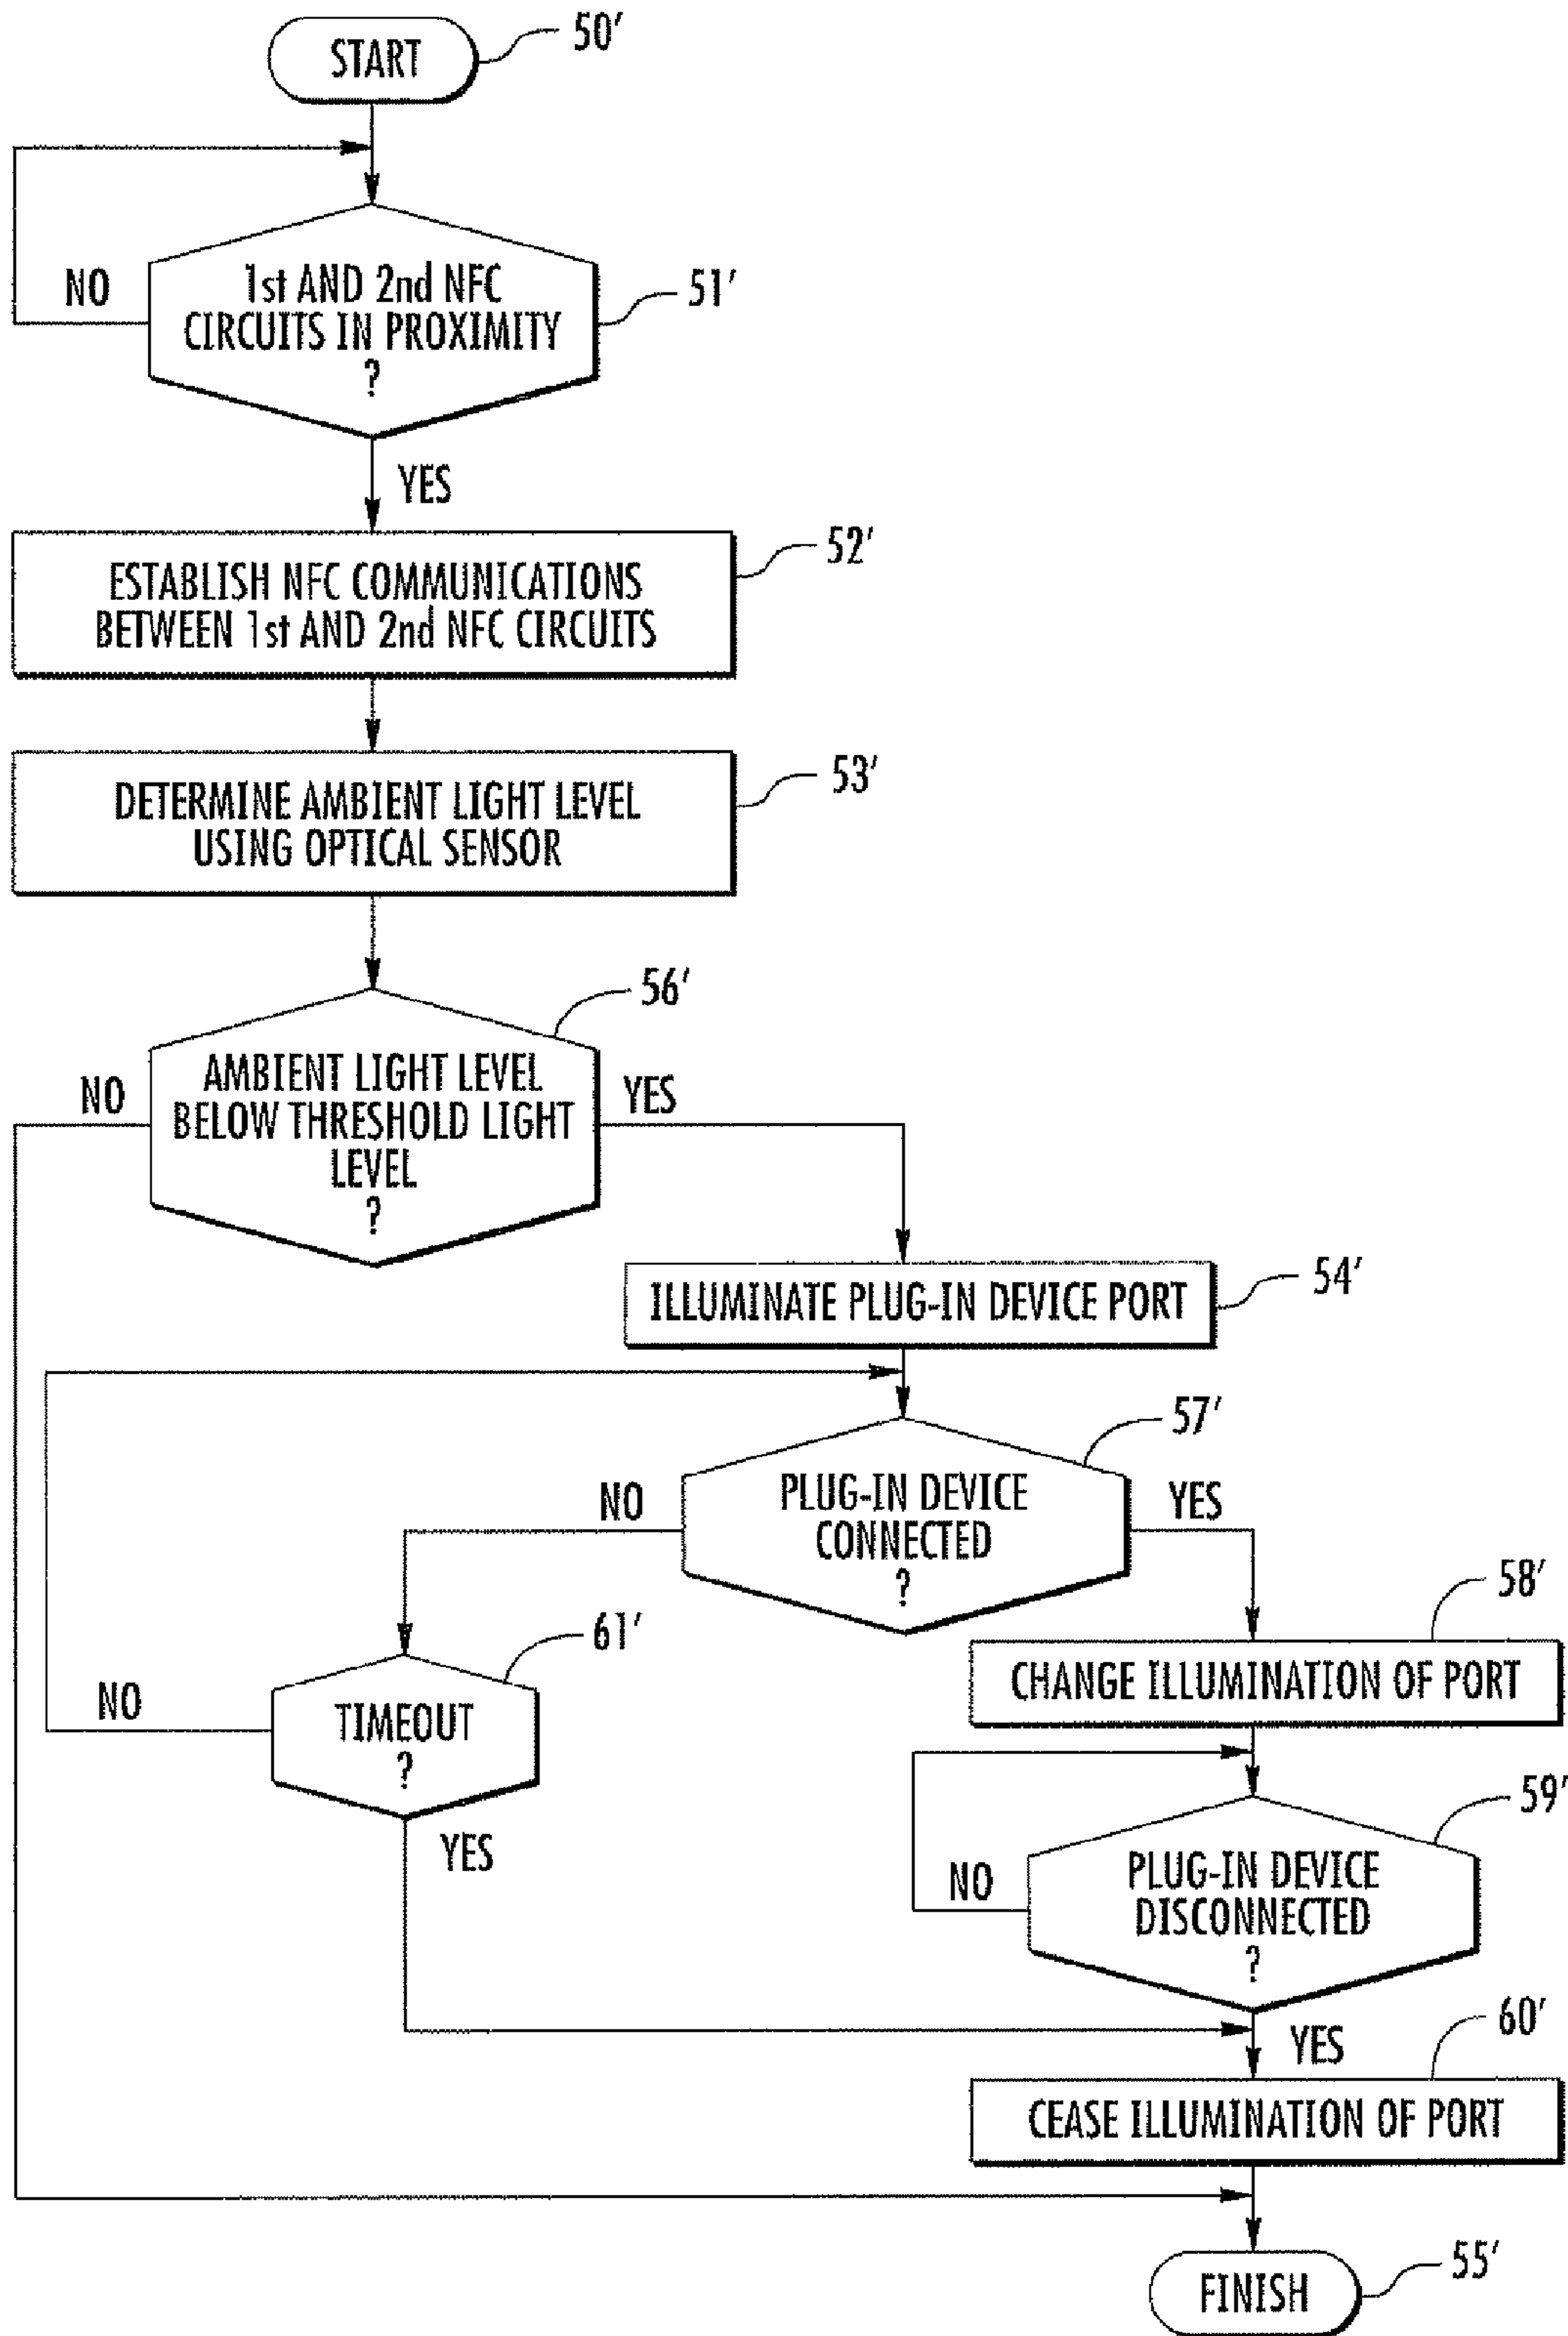 START
50'
NO
1st AND 2nd NFC
CIRCUITS IN PROXIMITY
?
51'
YES
52'
ESTABLISH NFC COMMUNICATIONS
BETWEEN 1st AND 2nd NFC CIRCUITS
53'
DETERMINE AMBIENT LIGHT LEVEL
USING OPTICAL SENSOR
56'
NO
AMBIENT LIGHT LEVEL
BELOW THRESHOLD LIGHT
LEVEL
?
YES
ILLUMINATE PLUG-IN DEVICE PORT
54'
57'
NO
PLUG-IN DEVICE
CONNECTED
?
YES
58'
CHANGE ILLUMINATION OF PORT
61'
NO
TIMEOUT
?
YES
59'
NO
PLUG-IN DEVICE
DISCONNECTED
?
YES
60'
CEASE ILLUMINATION OF PORT
FINISH
55'